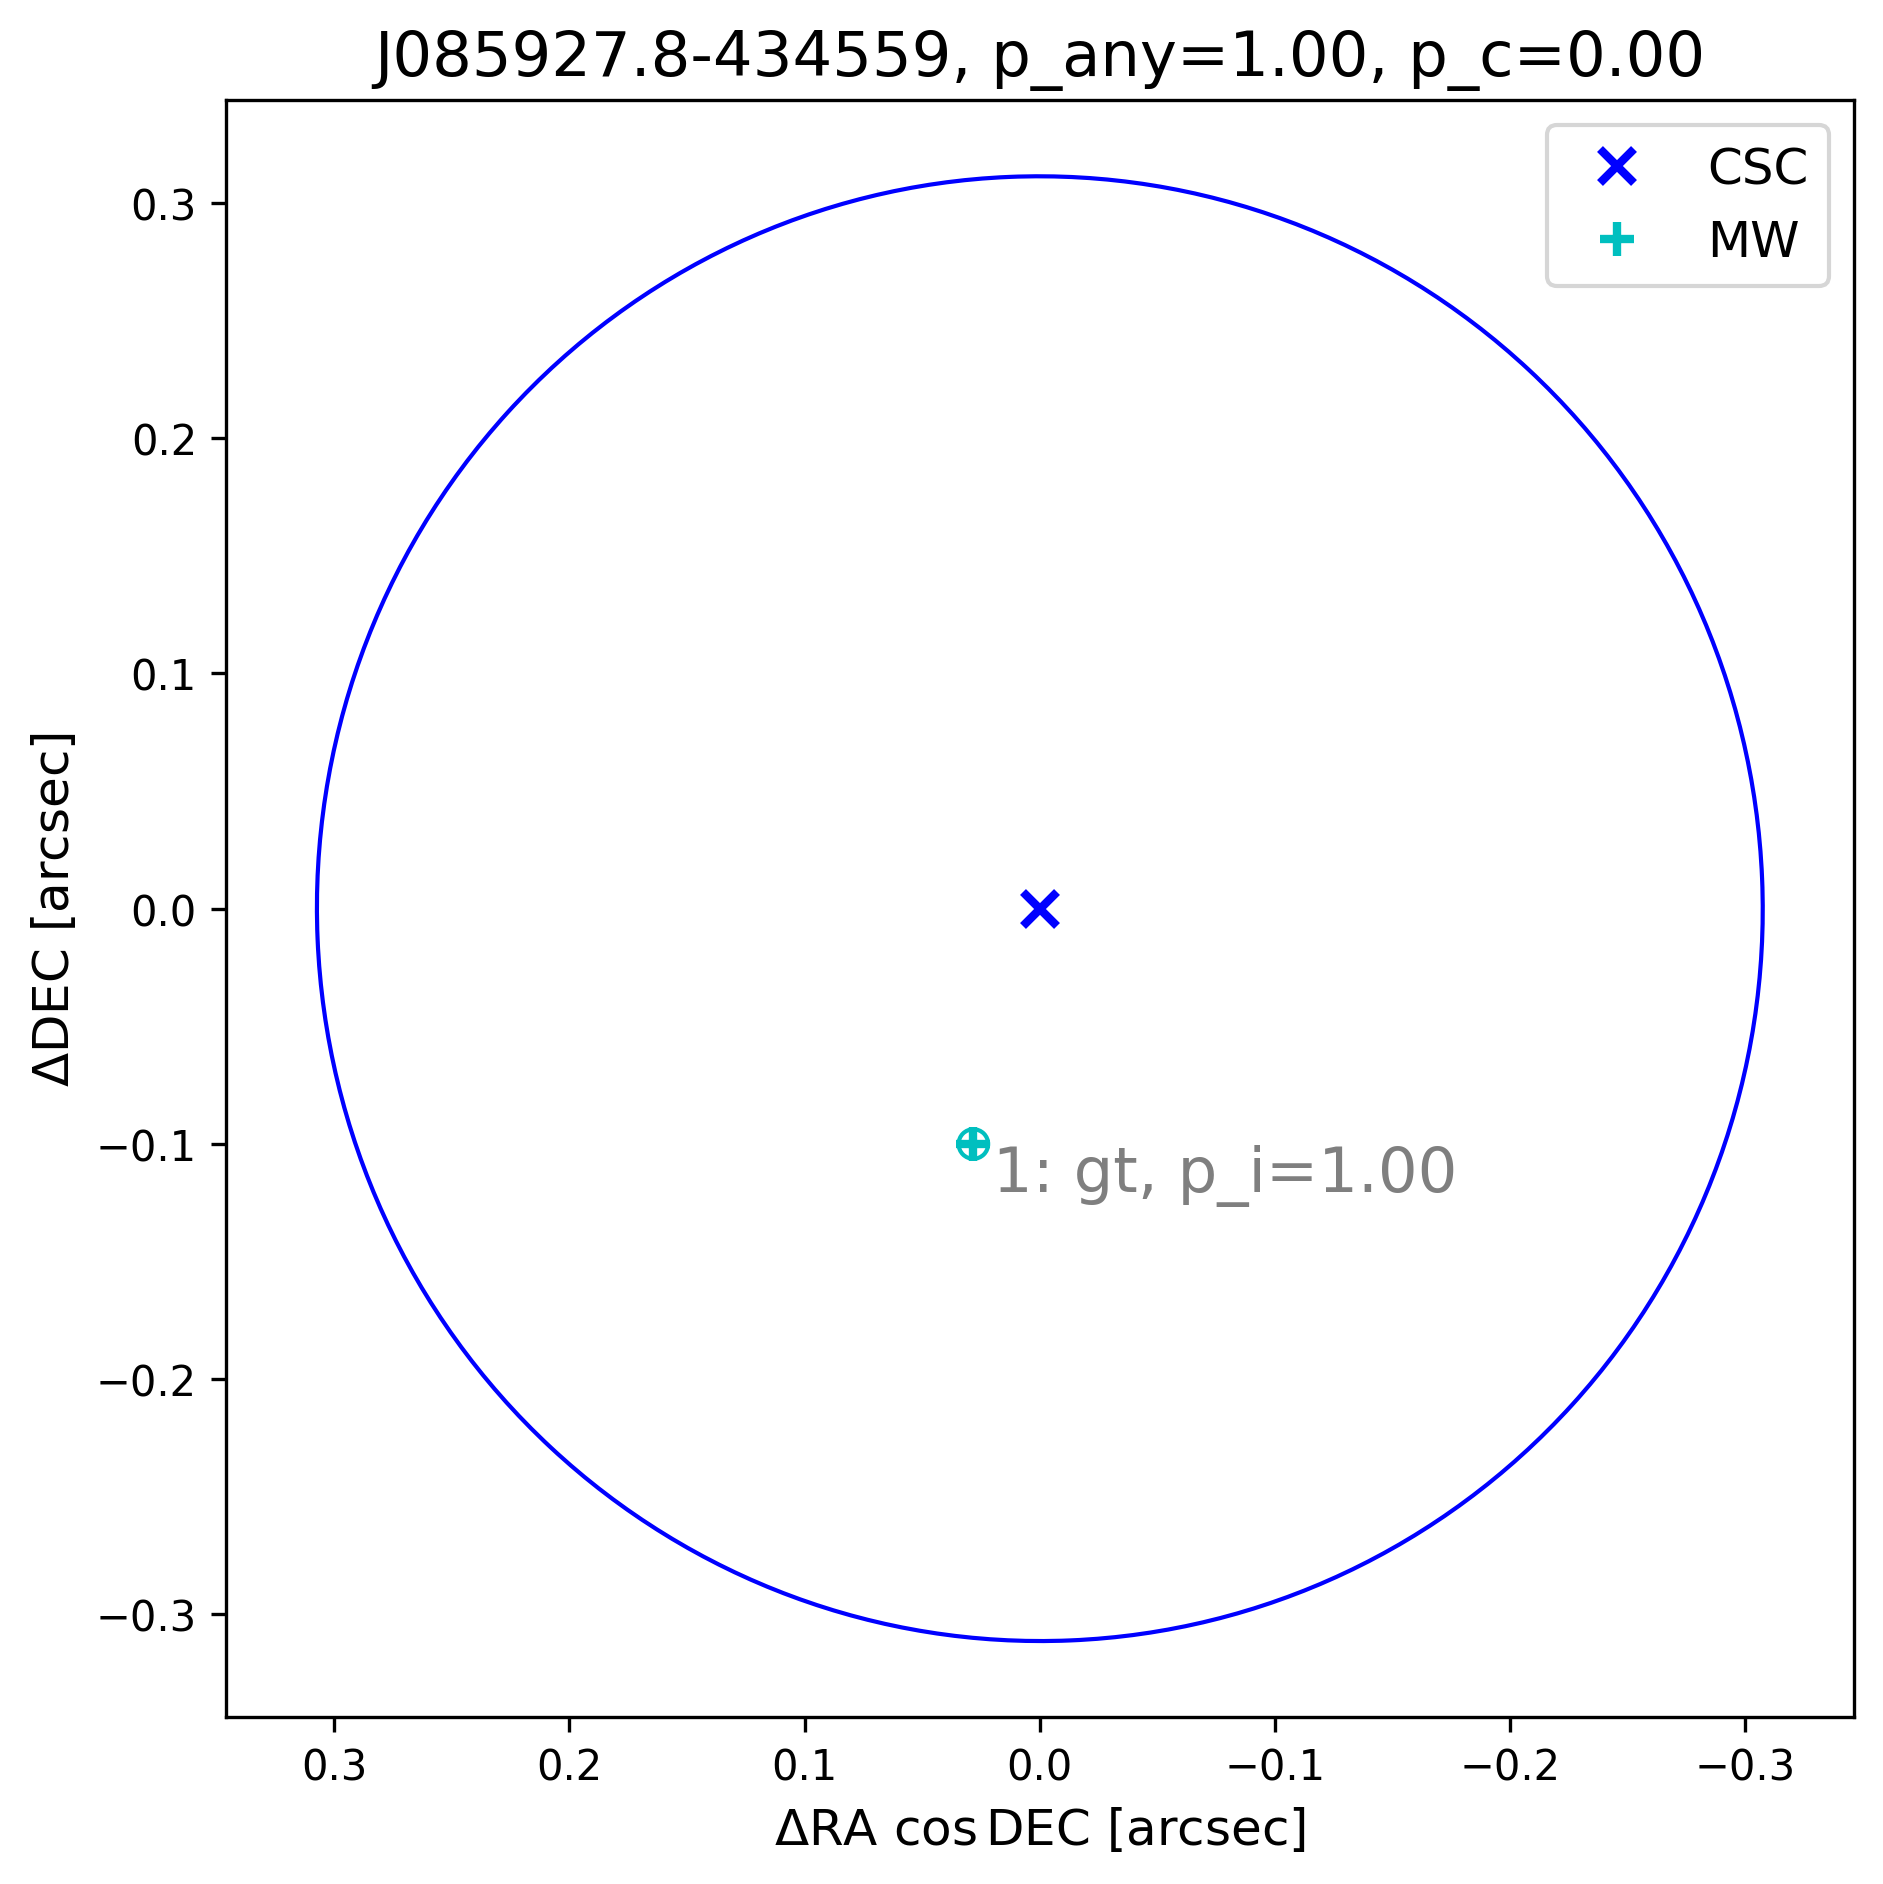 J085927.8-434559, p_any=1.00, p_c=0.00
CSC
MW
0.3
0.2
0.1
0.0
−0.1
−0.2
−0.3
ΔDEC [arcsec]
1: gt, p_i=1.00
0.3
0.2
0.1
0.0
−0.1
−0.2
−0.3
ΔRA cos DEC [arcsec]